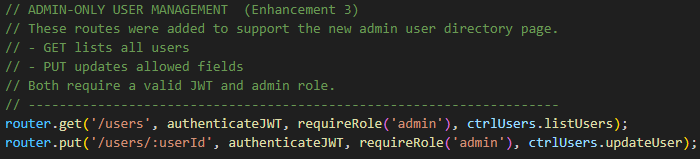 // ADMIN-ONLY USER MANAGEMENT  (Enhancement 3)
// These routes were added to support the new admin user directory page.
// - GET lists all users
// - PUT updates allowed fields
// Both require a valid JWT and admin role.
// -----------------------------------------------------------
router.get('/users', authenticateJWT, requireRole('admin'), ctrlUsers.listUsers);
router.put('/users/:userId', authenticateJWT, requireRole('admin'), ctrlUsers.updateUser);